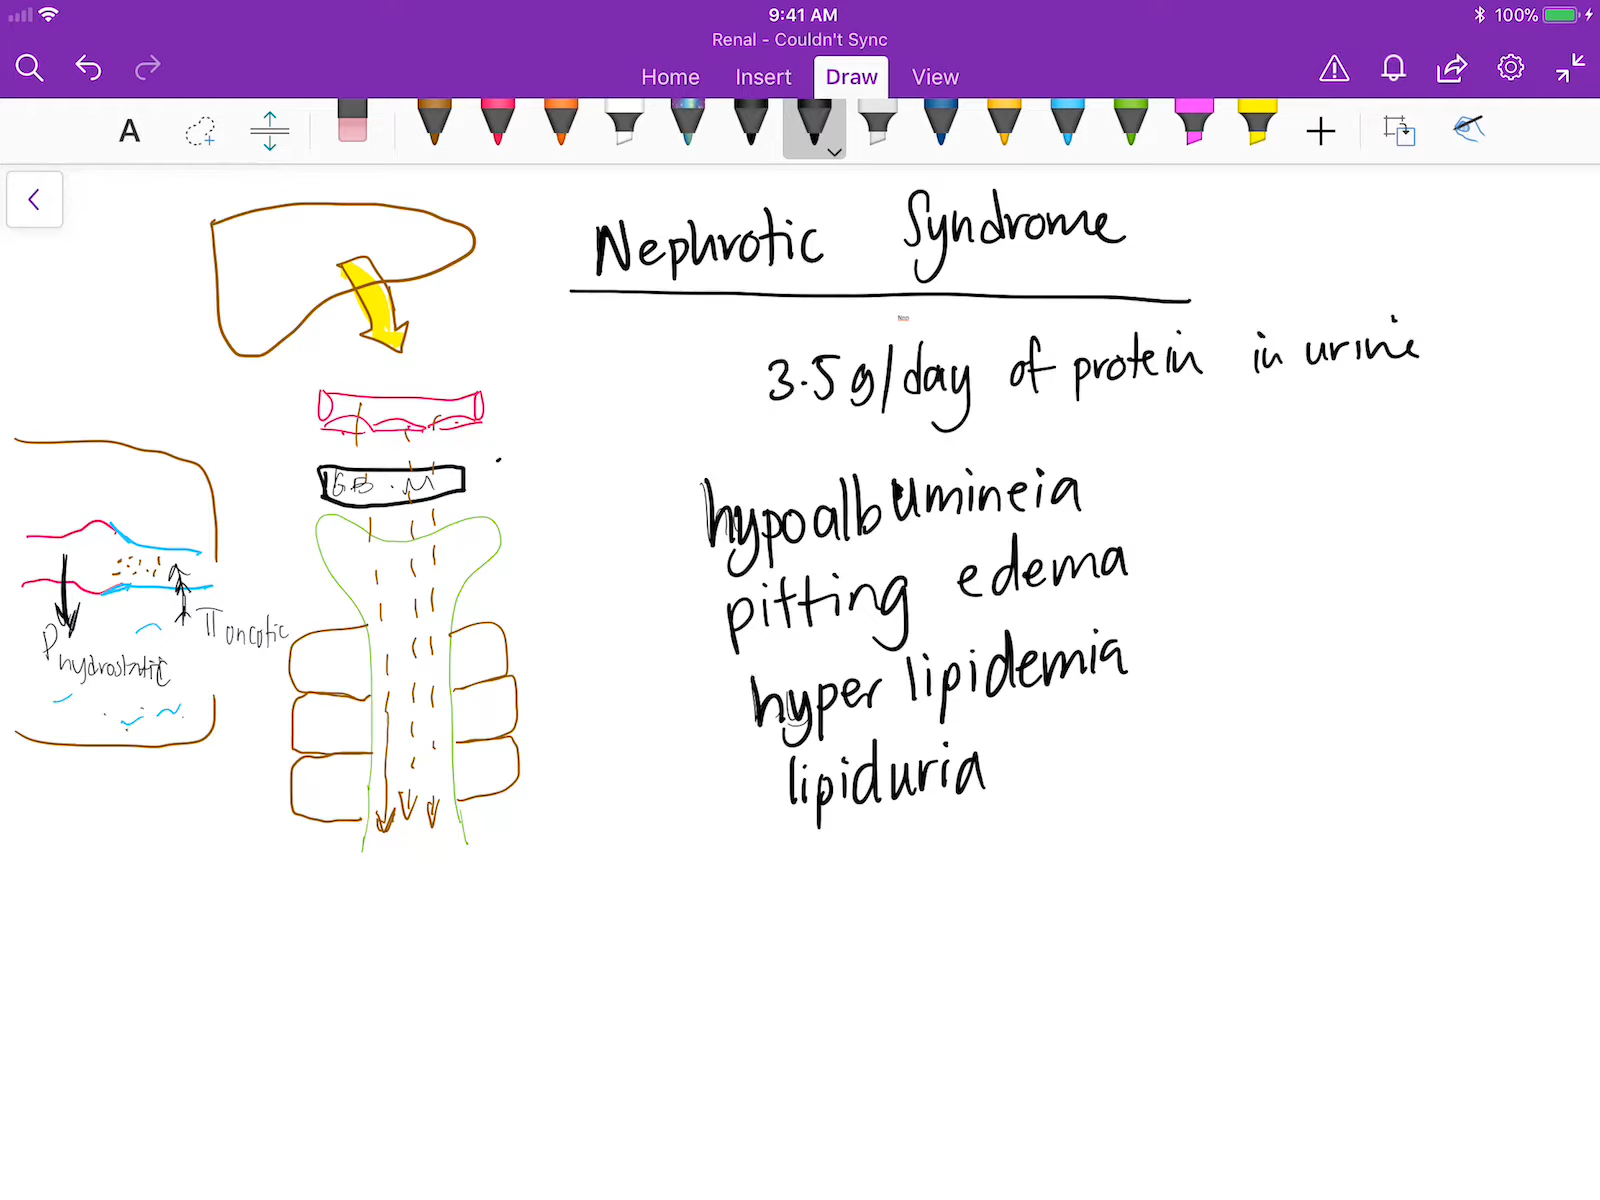 9:41 AM
100%
Renal - Couldn't Sync
Home Insert Draw View
A
Nephrotic Syndrome
Non
3.5 g/day of protein in urine
G.B.M
hypoalbumineia
pitting edema
π oncotic
P hydrostatic
hyper lipidemia
lipiduria